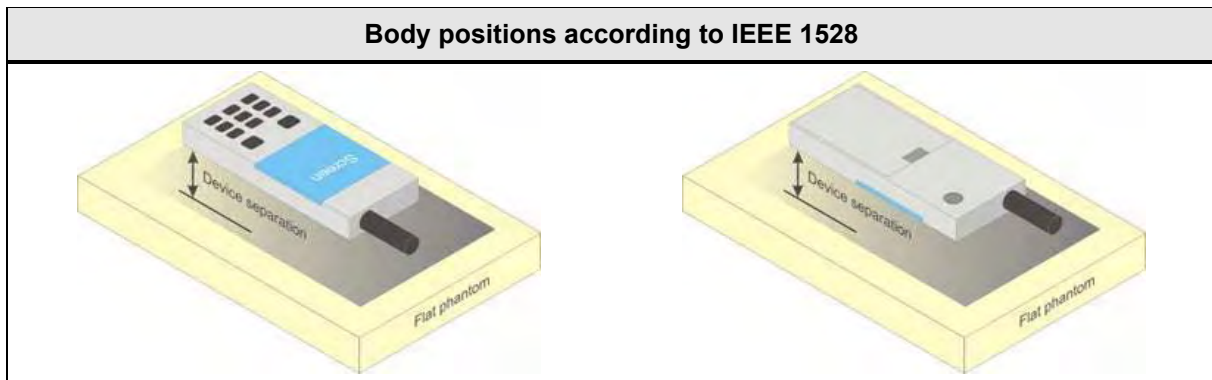 Body positions according to IEEE 1528
Screen
Device separation
Flat phantom
Device separation
Flat phantom